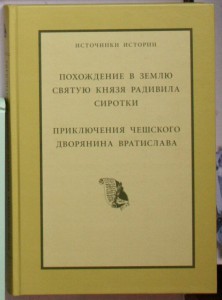 ИСТОЧНИКИ ИСТОРИИ
ПОХОЖДЕНИЕ В ЗЕМЛЮ
СВЯТУЮ КНЯЗЯ РАДИВИЛА
СИРОТКИ
ПРИКЛЮЧЕНИЯ ЧЕШСКОГО
ДВОРЯНИНА ВРАТИСЛАВА